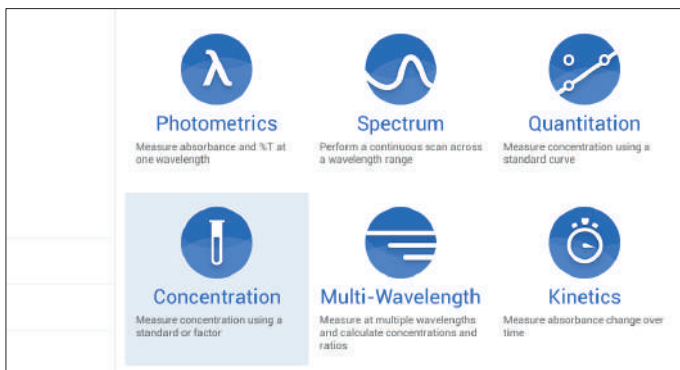 λ
Photometrics
Measure absorbance and %T at
one wavelength
Spectrum
Perform a continuous scan across
a wavelength range
Quantitation
Measure concentration using a
standard curve
Concentration
Measure concentration using a
standard or factor
Multi-Wavelength
Measure at multiple wavelengths
and calculate concentrations and
ratios
Kinetics
Measure absorbance change over
time